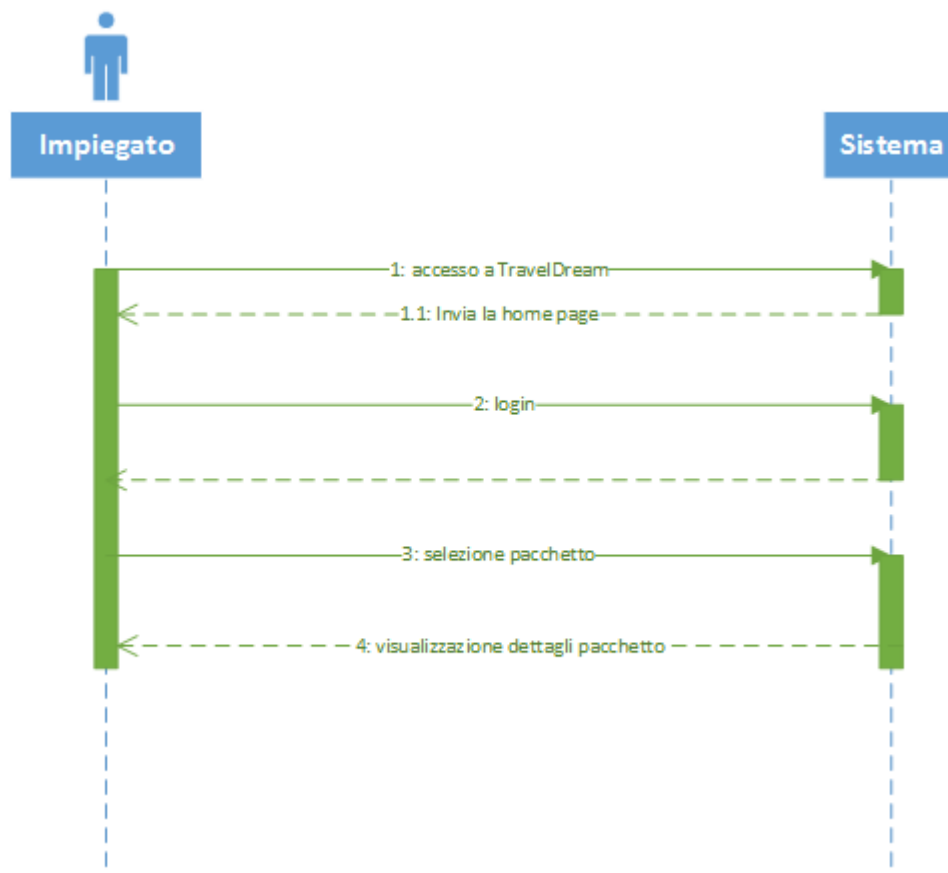 Impiegato
Sistema
1: accesso a TravelDream
1.1: Invia la home page
2: login
3: selezione pacchetto
4: visualizzazione dettagli pacchetto